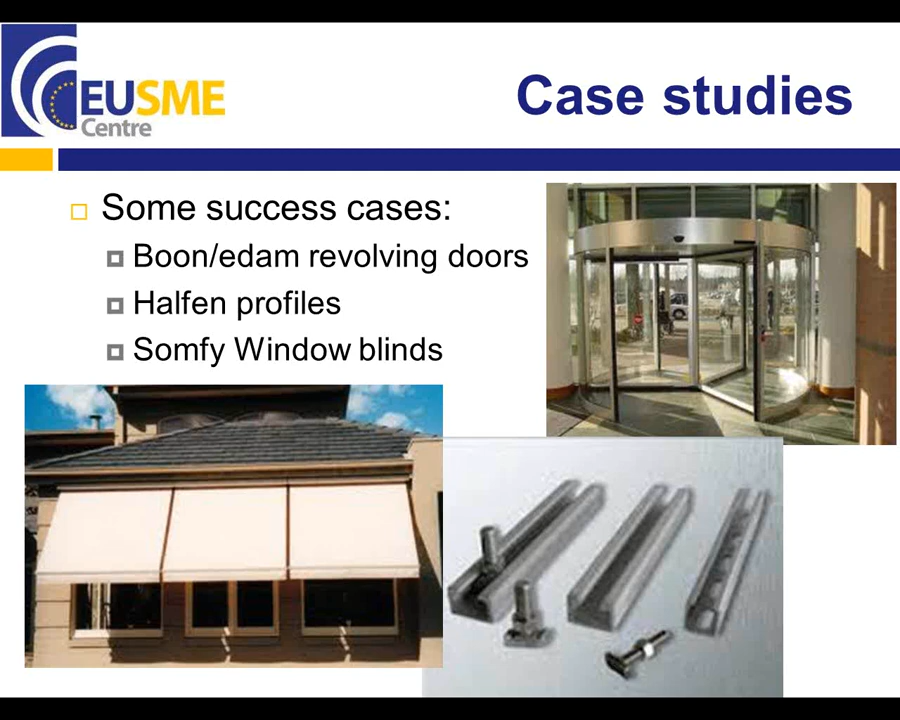 EUSME
Centre
Case studies
Some success cases:
Boon/edam revolving doors
Halfen profiles
Somfy Window blinds